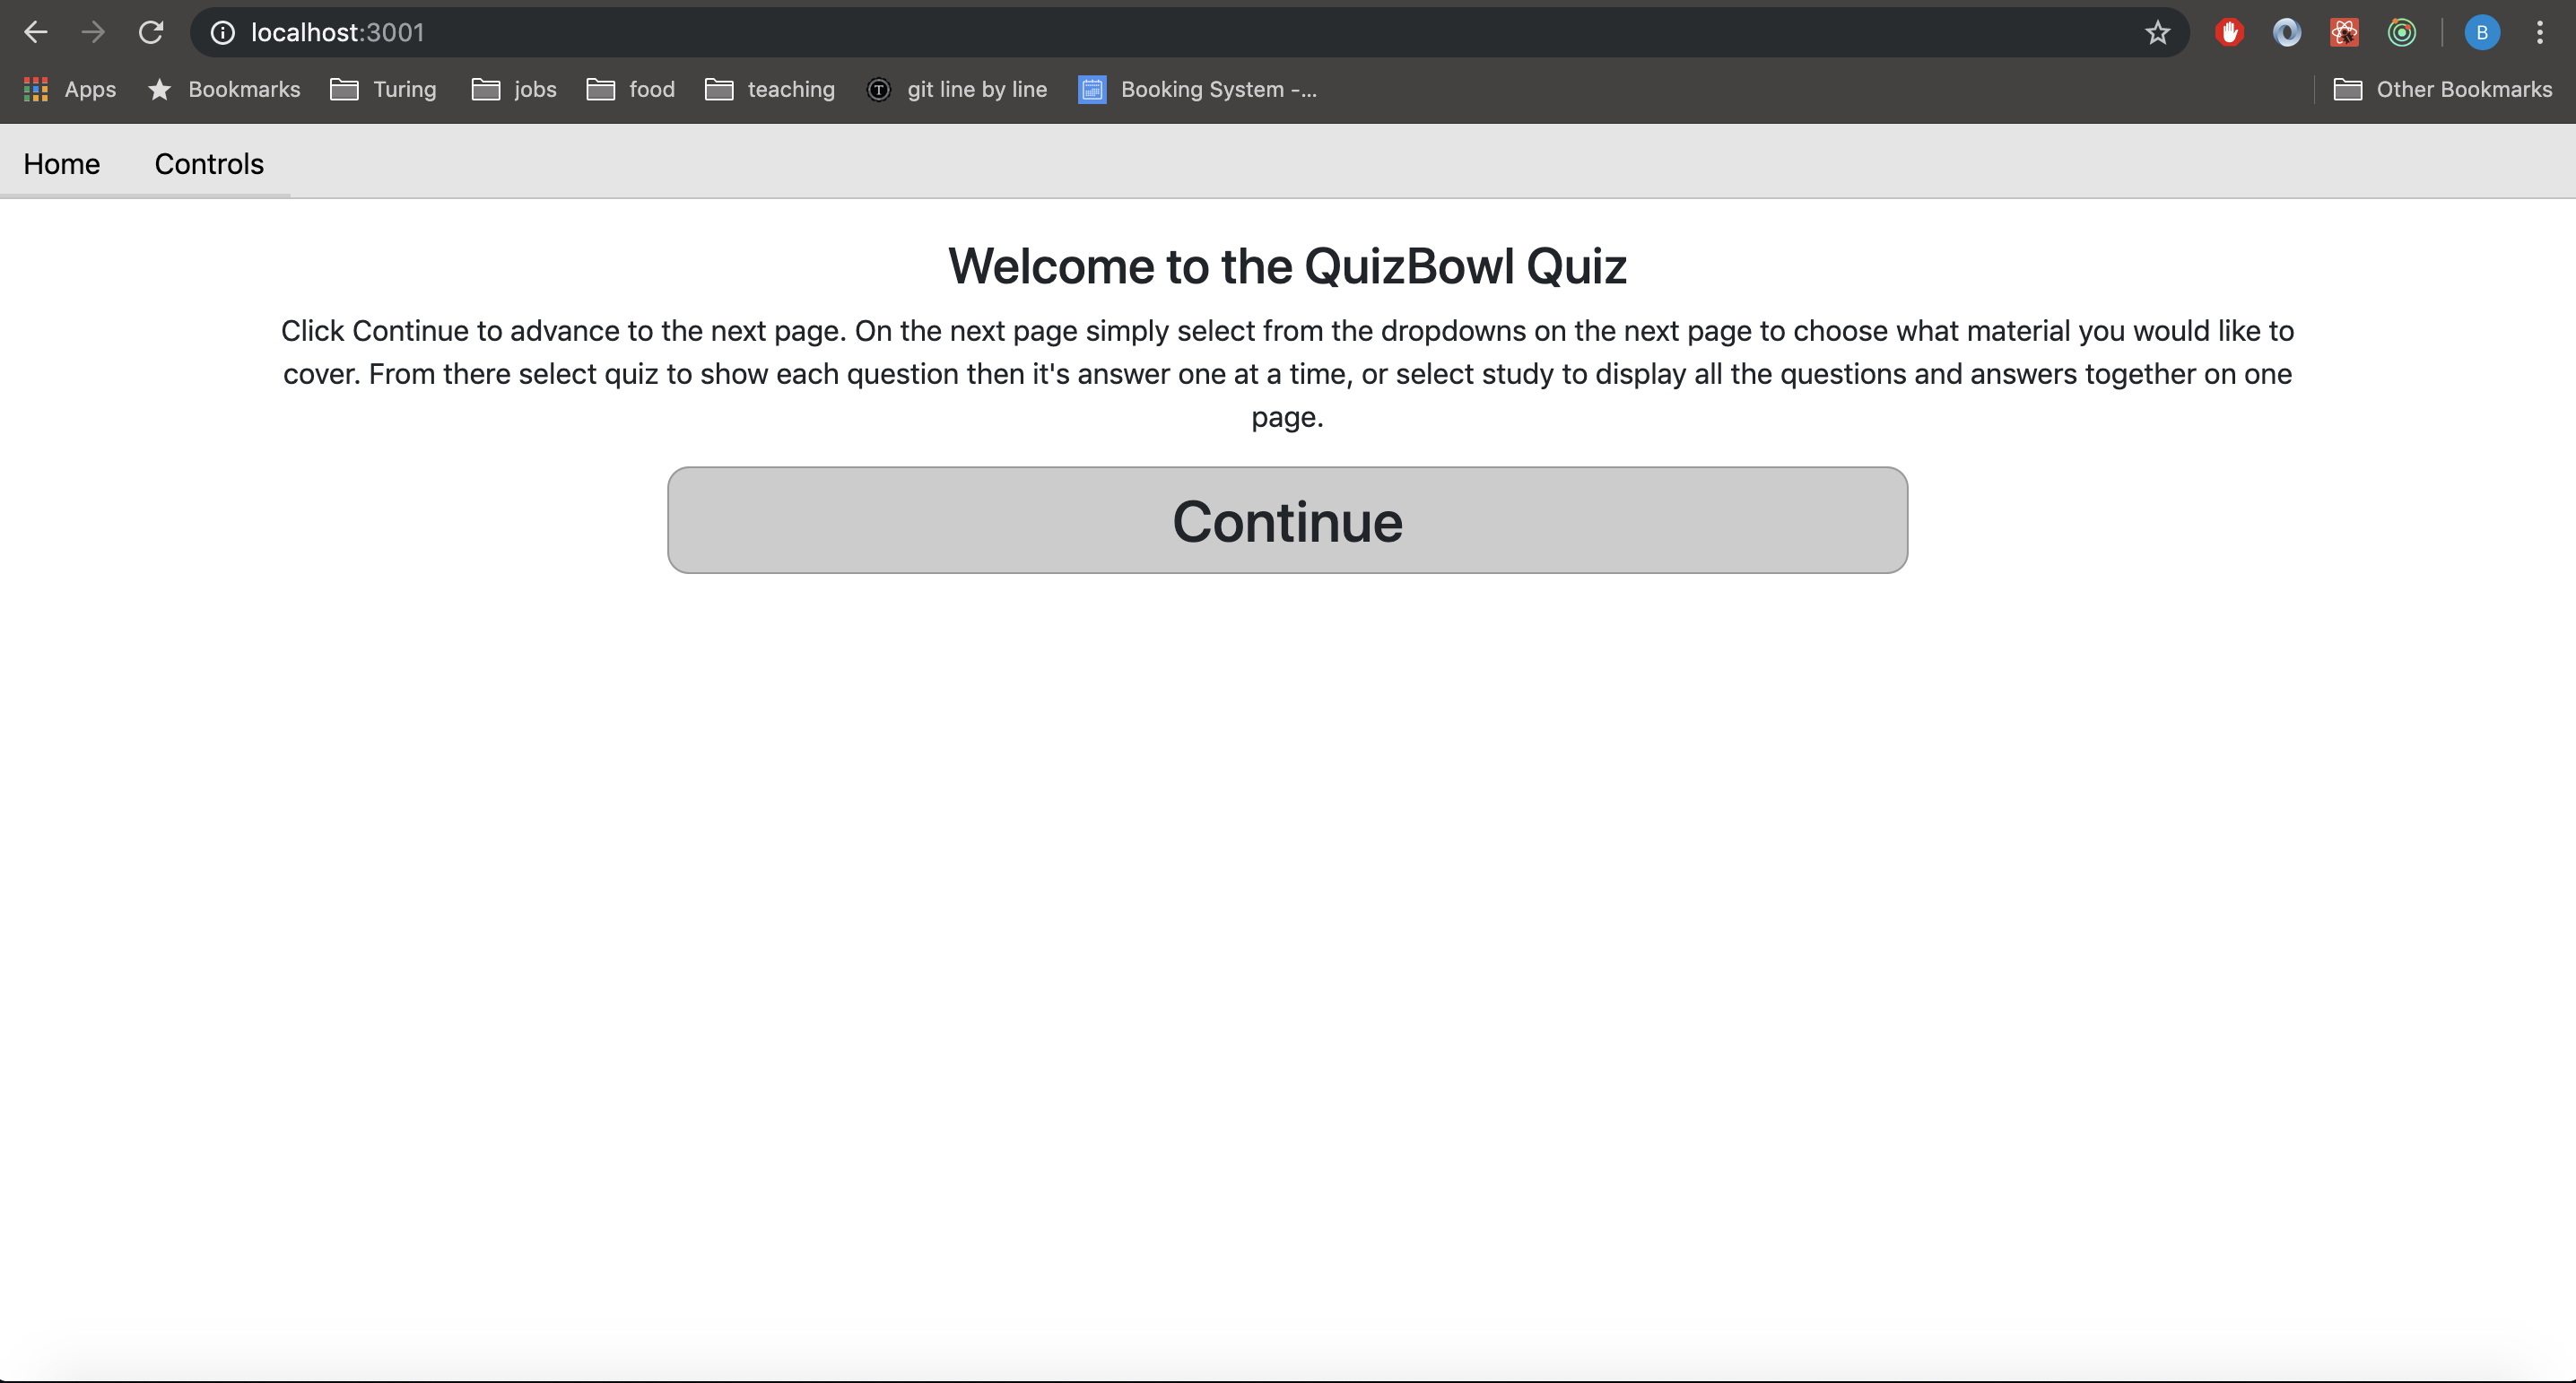 localhost:3001
B
Apps Bookmarks Turing jobs food teaching T git line by line Booking System -... Other Bookmarks
Home Controls
Welcome to the QuizBowl Quiz
Click Continue to advance to the next page. On the next page simply select from the dropdowns on the next page to choose what material you would like to
cover. From there select quiz to show each question then it's answer one at a time, or select study to display all the questions and answers together on one
page.
Continue